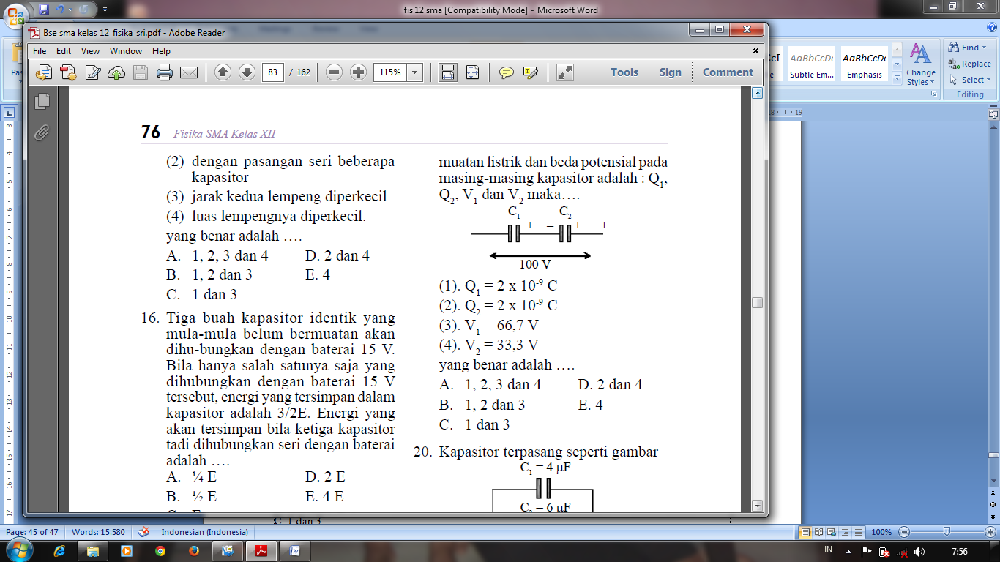 fis 12 sma [Compatibility Mode] - Microsoft Word
Bse sma kelas 12_fisika_sri.pdf - Adobe Reader
File Edit View Window Help
83 / 162 115% Tools Sign Comment
AaBbCcDc AaBbCcDc
Subtle Em... Emphasis
Change Styles
Find
Replace
Select
Editing
76 Fisika SMA Kelas XII
(2) dengan pasangan seri beberapa
kapasitor
(3) jarak kedua lempeng diperkecil
(4) luas lempengnya diperkecil.
yang benar adalah ….
A. 1, 2, 3 dan 4 D. 2 dan 4
B. 1, 2 dan 3 E. 4
C. 1 dan 3
16. Tiga buah kapasitor identik yang
mula-mula belum bermuatan akan
dihu-bungkan dengan baterai 15 V.
Bila hanya salah satunya saja yang
dihubungkan dengan baterai 15 V
tersebut, energi yang tersimpan dalam
kapasitor adalah 3/2E. Energi yang
akan tersimpan bila ketiga kapasitor
tadi dihubungkan seri dengan baterai
adalah ….
A. ¼ E D. 2 E
B. ½ E E. 4 E
muatan listrik dan beda potensial pada
masing-masing kapasitor adalah : Q₁,
Q₂, V₁ dan V₂ maka….
C₁ C₂
– – – + – + +
100 V
(1). Q₁ = 2 x 10⁻⁹ C
(2). Q₂ = 2 x 10⁻⁹ C
(3). V₁ = 66,7 V
(4). V₂ = 33,3 V
yang benar adalah ….
A. 1, 2, 3 dan 4 D. 2 dan 4
B. 1, 2 dan 3 E. 4
C. 1 dan 3
20. Kapasitor terpasang seperti gambar
C₁ = 4 µF
C₂ = 6 µF
Page: 45 of 47 Words: 15.580 Indonesian (Indonesia) 100%
IN 7:56